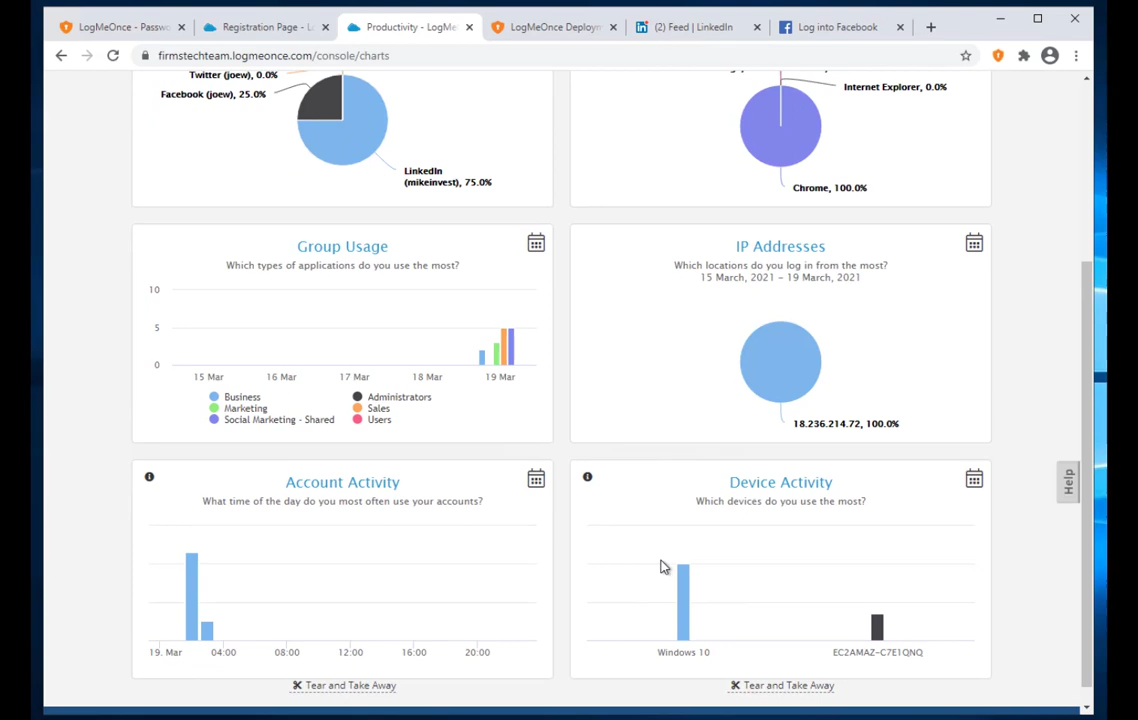 LogMeOnce - Passwo
Registration Page - Lo
Productivity - LogMe
LogMeOnce Deploym
(2) Feed | LinkedIn
Log into Facebook
firmstechteam.logmeonce.com/console/charts
Twitter (joew), 0.0%
Facebook (joew), 25.0%
LinkedIn
(mikeinvest), 75.0%
Internet Explorer, 0.0%
Chrome, 100.0%
Group Usage
Which types of applications do you use the most?
10
5
0
15 Mar 16 Mar 17 Mar 18 Mar 19 Mar
Business Administrators
Marketing Sales
Social Marketing - Shared Users
IP Addresses
Which locations do you log in from the most?
15 March, 2021 - 19 March, 2021
18.236.214.72, 100.0%
Account Activity
What time of the day do you most often use your accounts?
19. Mar 04:00 08:00 12:00 16:00 20:00
Tear and Take Away
Device Activity
Which devices do you use the most?
Windows 10 EC2AMAZ-C7E1QNQ
Tear and Take Away
Help